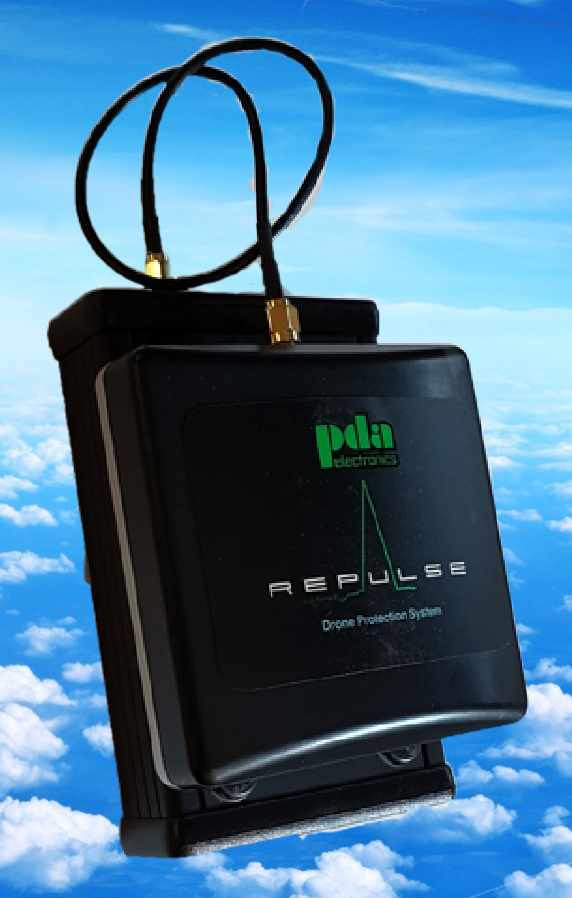 pda
electronics
REPULSE
Drone Protection System